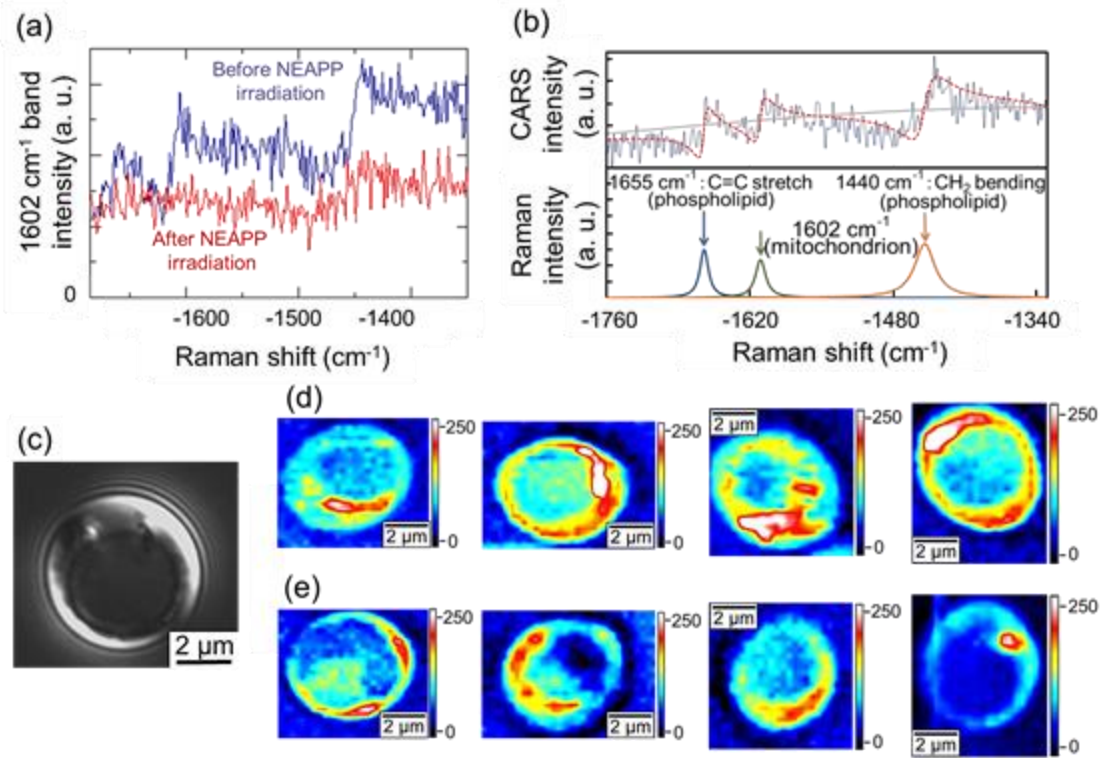 (a)
Before NEAPP
irradiation
After NEAPP
irradiation
1602 cm-1 band
intensity (a. u.)
0
-1600
-1500
-1400
Raman shift (cm-1)
(b)
CARS
intensity
(a. u.)
Raman
intensity
(a. u.)
1655 cm-1: C=C stretch
(phospholipid)
1440 cm-1: CH2 bending
(phospholipid)
1602 cm-1
(mitochondrion)
-1760
-1620
-1480
-1340
Raman shift (cm-1)
(c)
2 μm
(d)
250
0
2 μm
250
0
2 μm
2 μm
250
0
250
0
2 μm
(e)
250
0
2 μm
250
0
2 μm
2 μm
250
0
250
0
2 μm